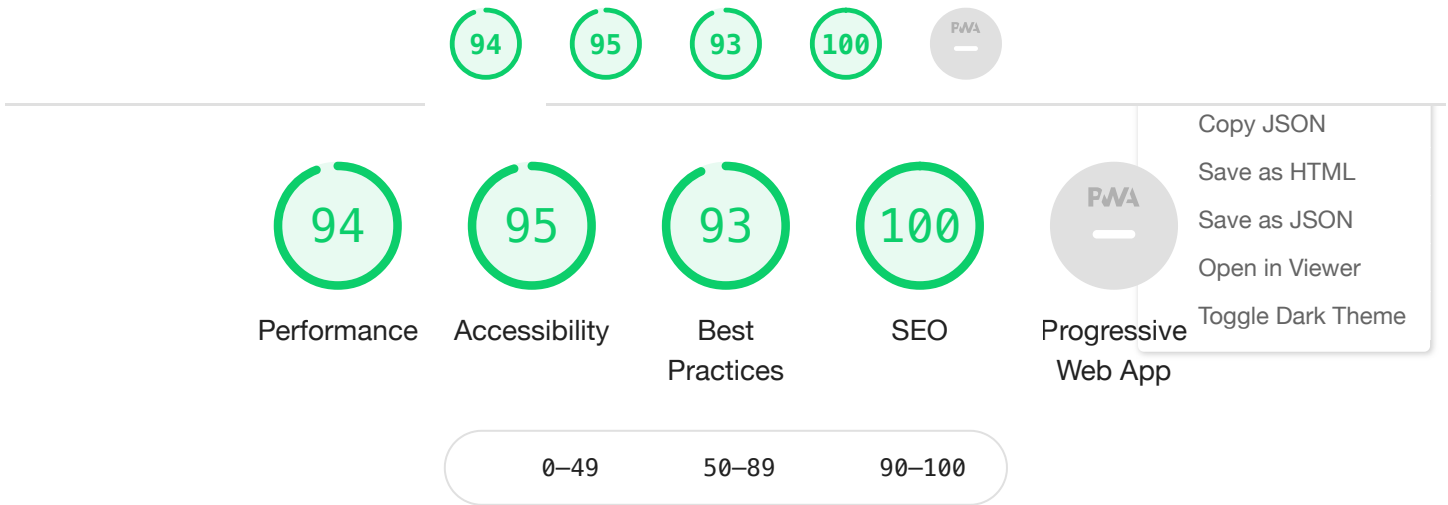 94 95 93 100 PWA
Copy JSON
Save as HTML
Save as JSON
Open in Viewer
Toggle Dark Theme
94 95 93 100 PWA
Performance Accessibility Best Practices SEO Progressive Web App
0–49 50–89 90–100